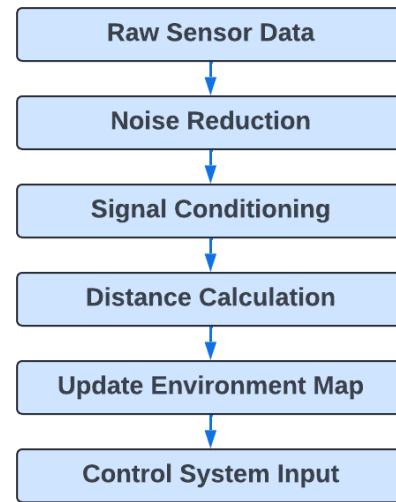 Raw Sensor Data
Noise Reduction
Signal Conditioning
Distance Calculation
Update Environment Map
Control System Input